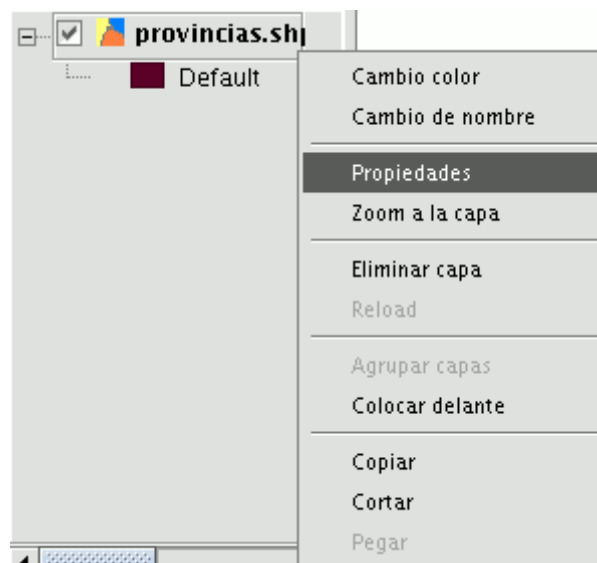 provincias.shp
Default
Cambio color
Cambio de nombre
Propiedades
Zoom a la capa
Eliminar capa
Reload
Agrupar capas
Colocar delante
Copiar
Cortar
Pegar